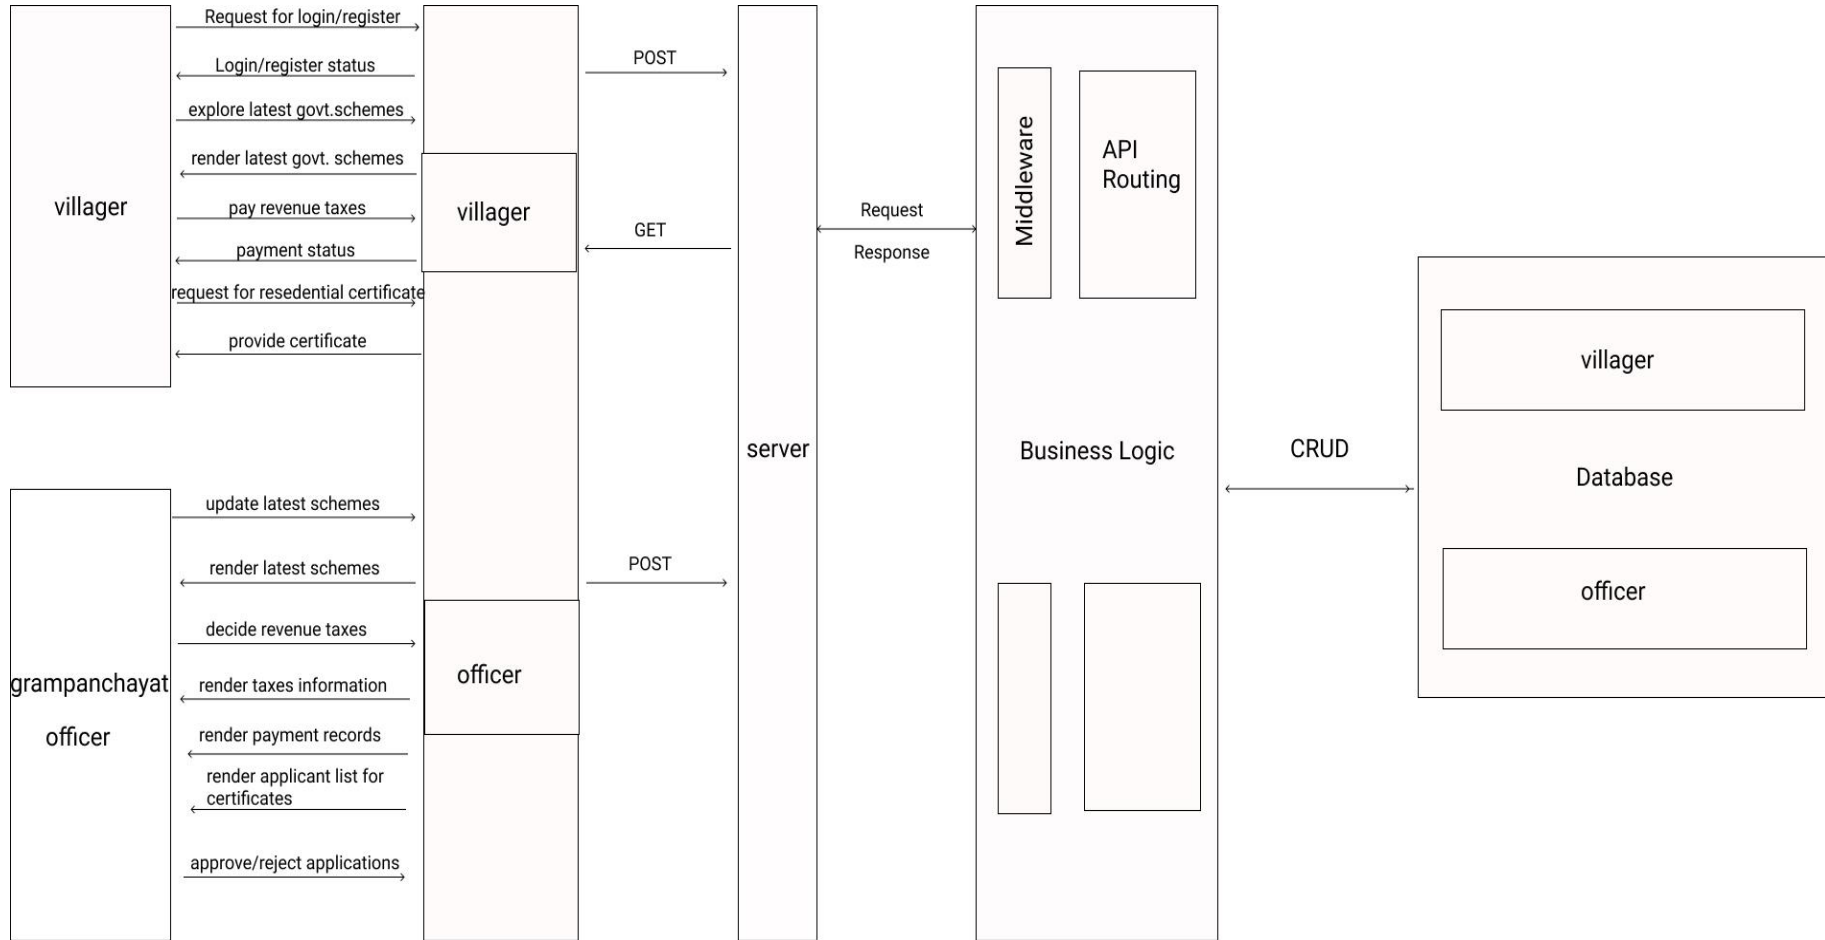 Request for login/register
Login/register status
explore latest govt.schemes
render latest govt. schemes
villager
pay revenue taxes
payment status
request for resedential certificate
provide certificate
update latest schemes
render latest schemes
decide revenue taxes
grampanchayat
officer
render taxes information
render payment records
render applicant list for
certificates
approve/reject applications
villager
officer
POST
GET
POST
server
Request
Response
Middleware
API
Routing
Business Logic
CRUD
villager
Database
officer